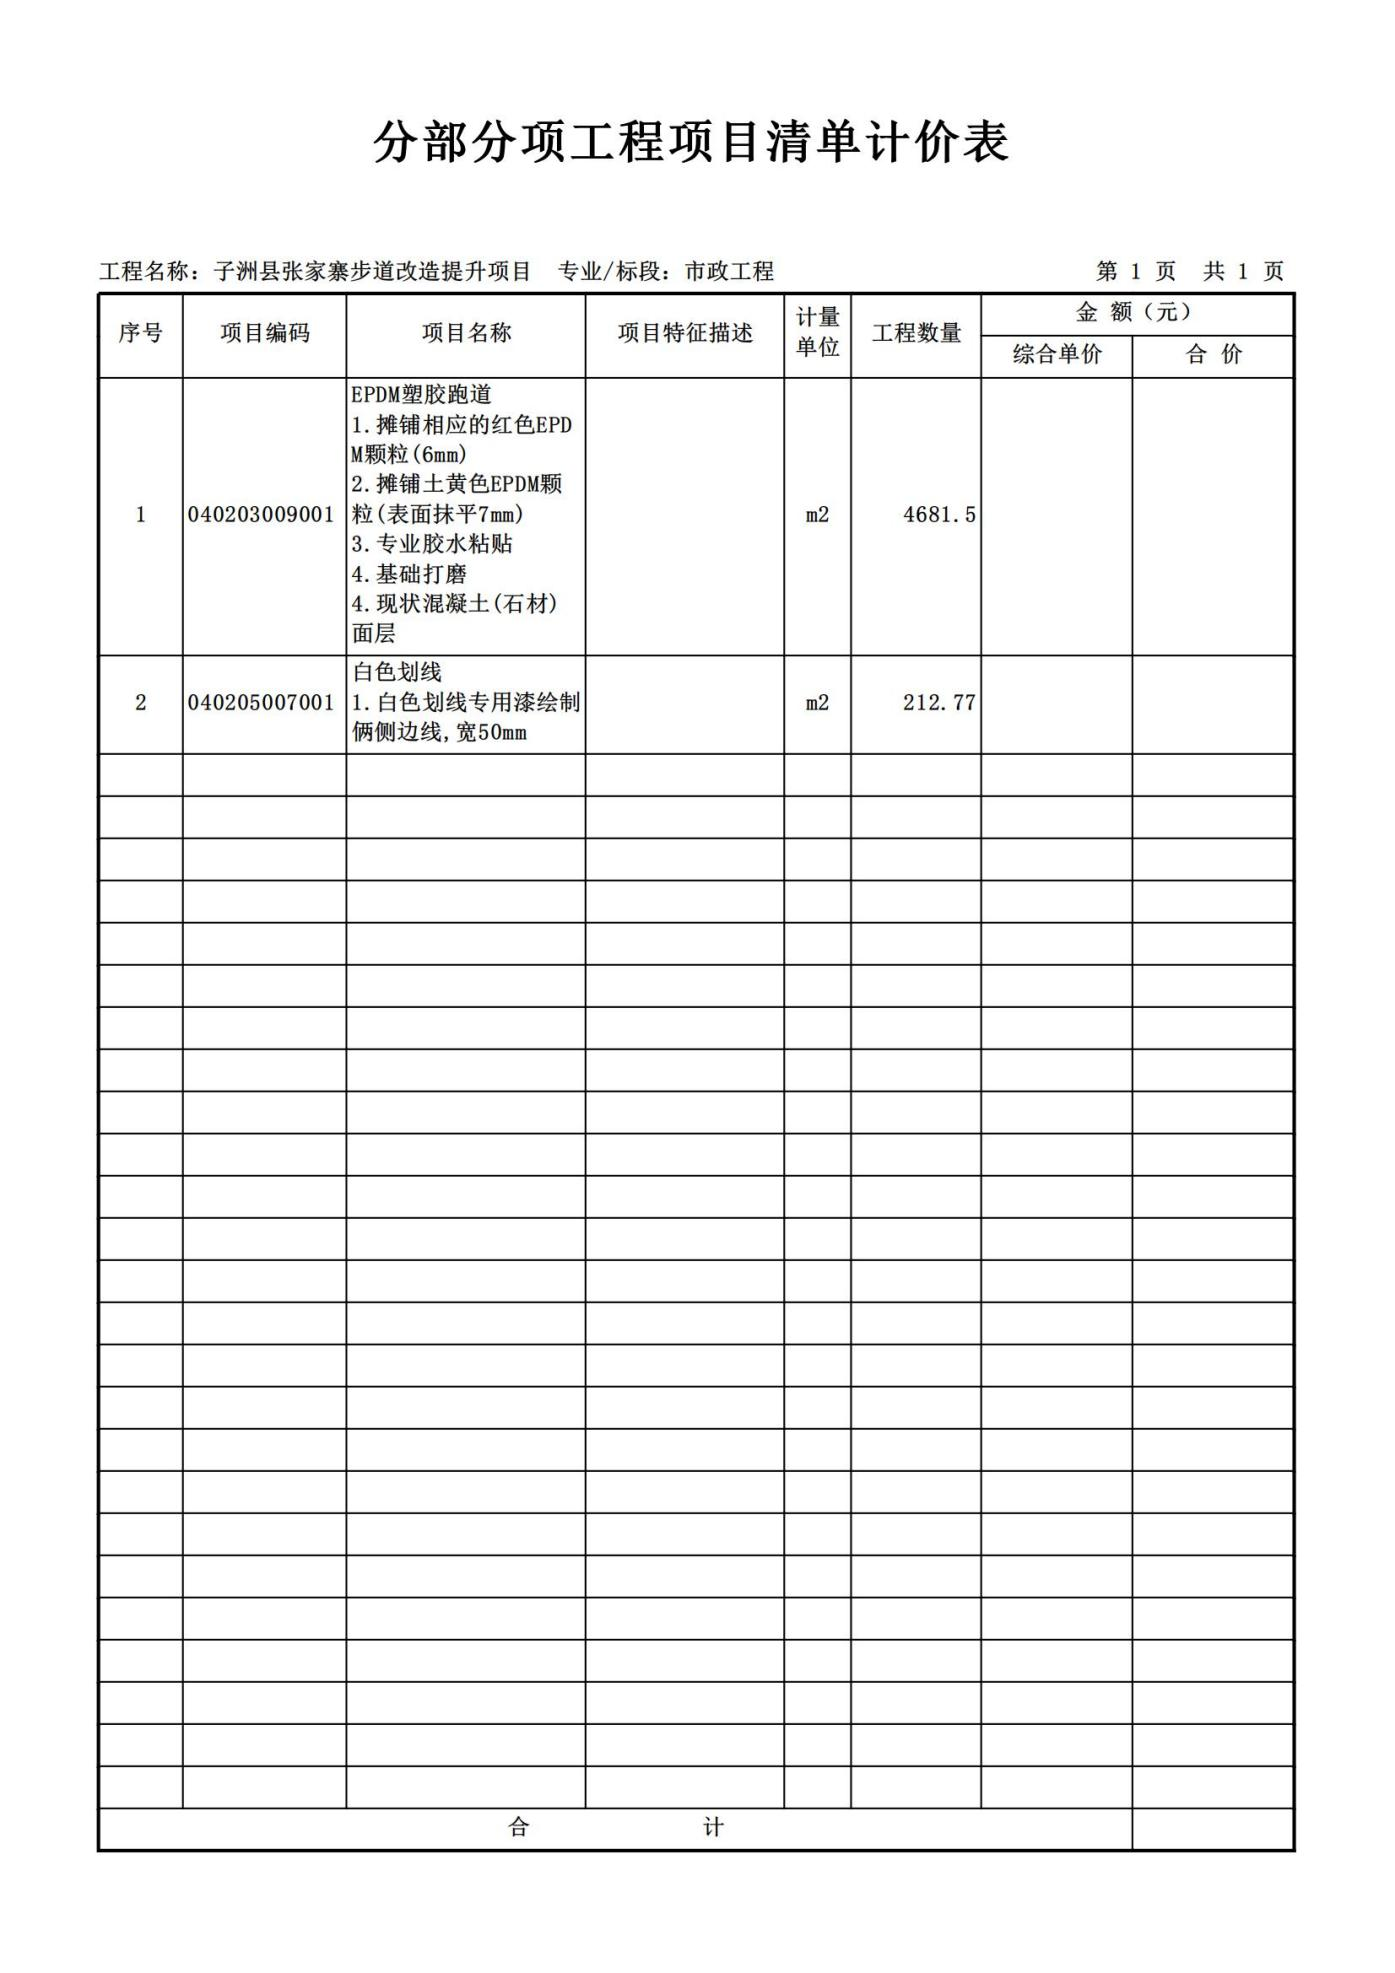 分部分项工程项目清单计价表
工程名称：子洲县张家寨步道改造提升项目 专业/标段：市政工程 第 1 页 共 1 页
序号 项目编码 项目名称 项目特征描述 计量单位 工程数量 金 额（元）
综合单价 合 价
EPDM塑胶跑道
1.摊铺相应的红色EPD
M颗粒(6mm)
2.摊铺土黄色EPDM颗
1 040203009001 粒(表面抹平7mm) m2 4681.5
3.专业胶水粘贴
4.基础打磨
4.现状混凝土(石材)
面层
白色划线
2 040205007001 1.白色划线专用漆绘制 m2 212.77
俩侧边线,宽50mm
合 计